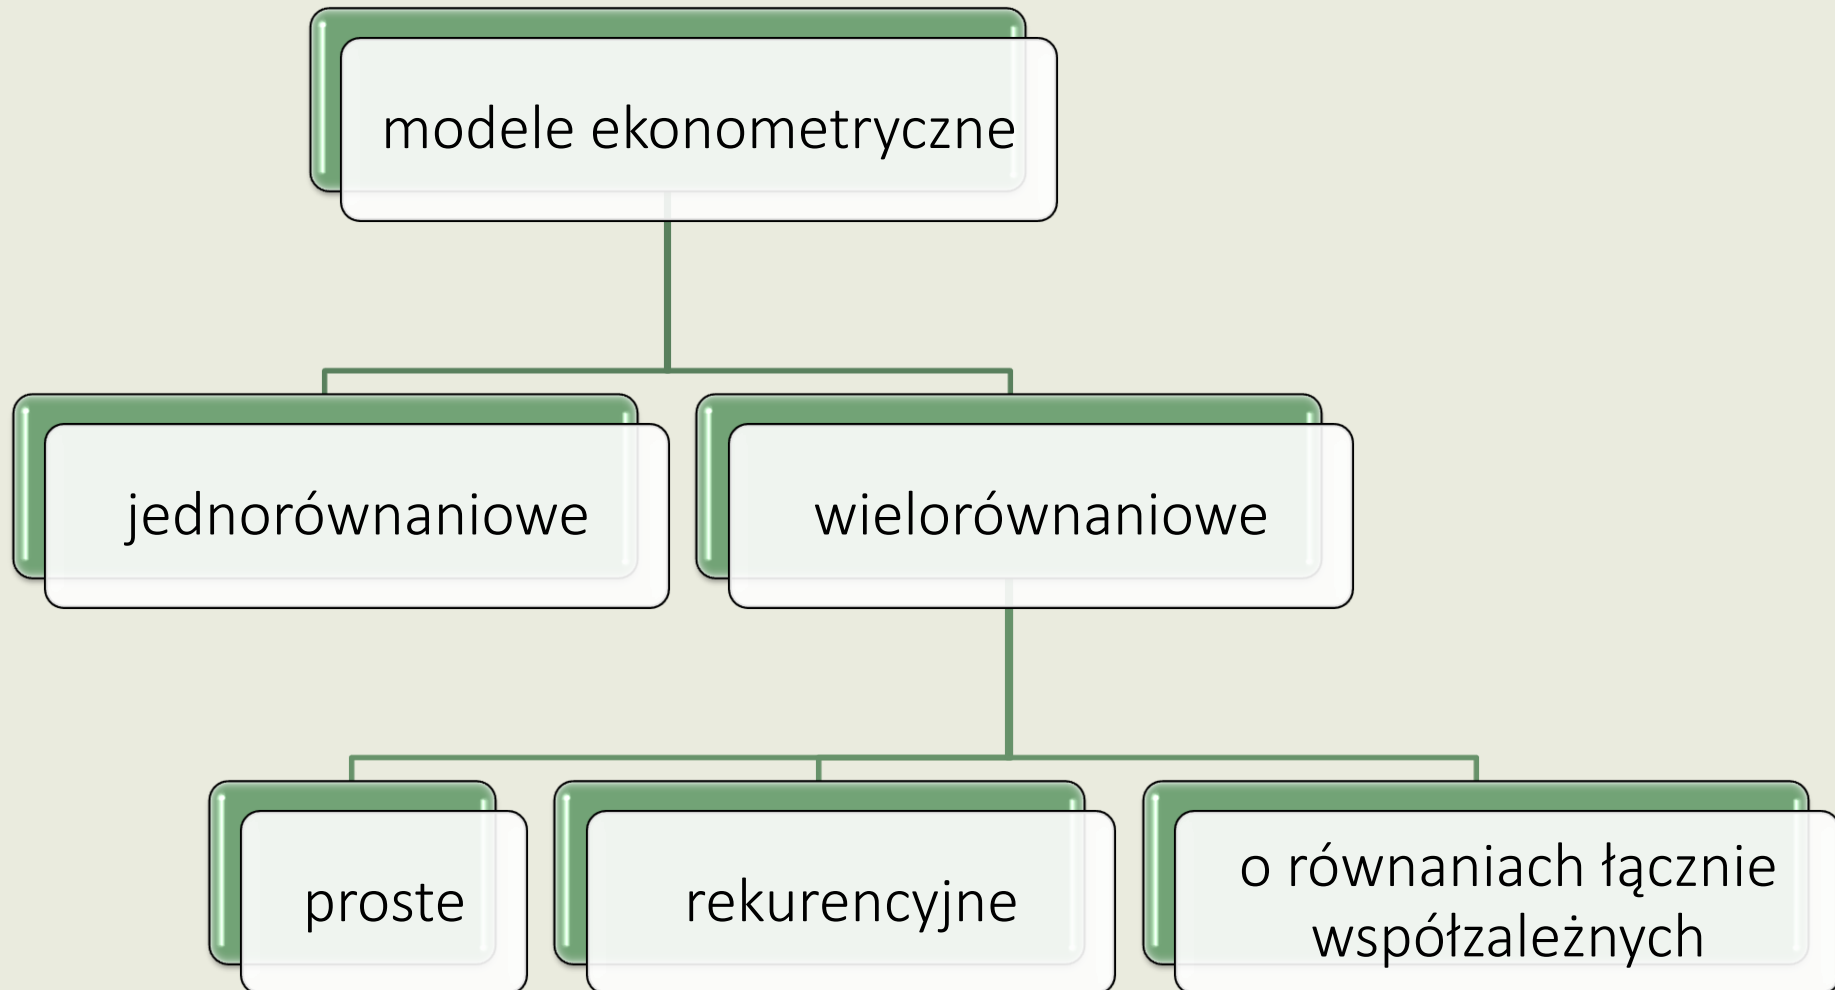 modele ekonometryczne
jednorównaniowe
wielorównaniowe
proste
rekurencyjne
o równaniach łącznie
współzależnych